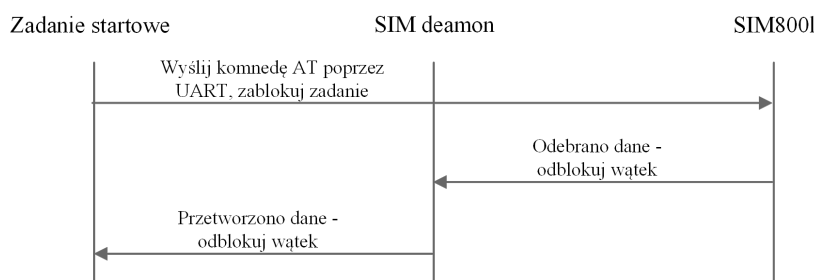 Zadanie startowe
SIM deamon
SIM800l
Wyślij komnedę AT poprzez
UART, zablokuj zadanie
Odebrano dane -
odblokuj wątek
Przetworzono dane -
odblokuj wątek